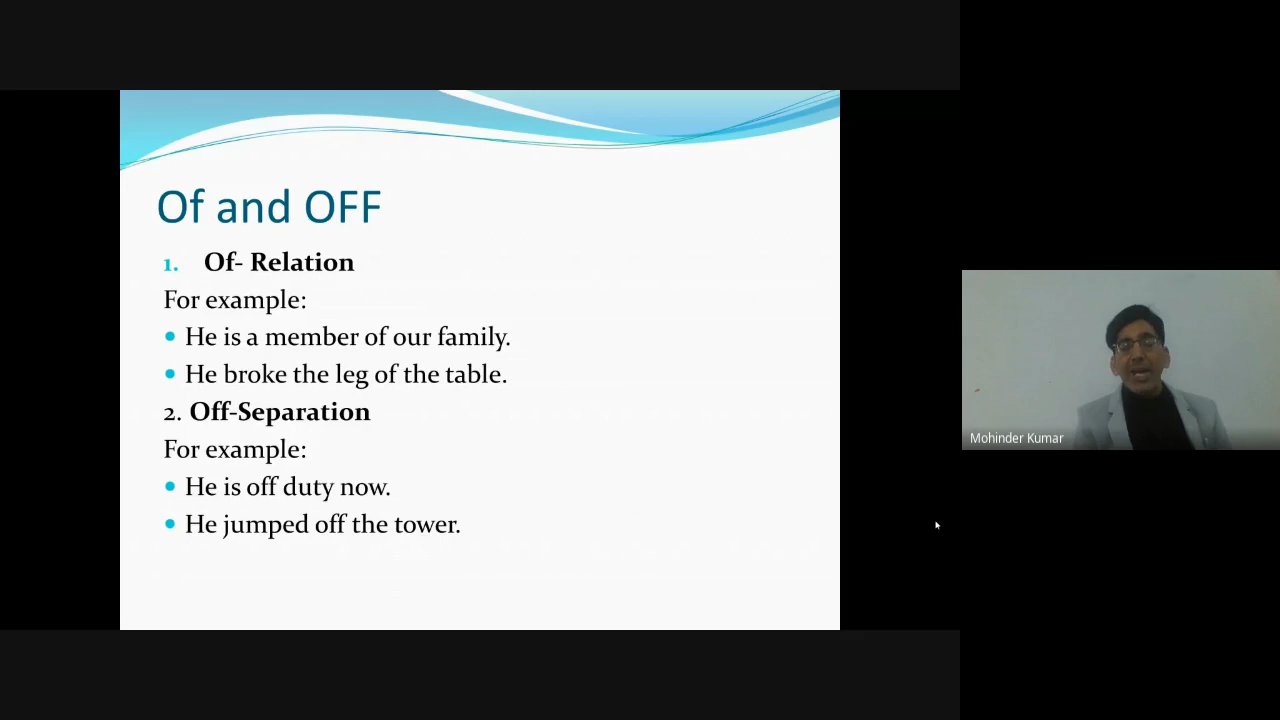 Of and OFF
1. Of- Relation
For example:
He is a member of our family.
He broke the leg of the table.
2. Off-Separation
For example:
He is off duty now.
He jumped off the tower.
Mohinder Kumar